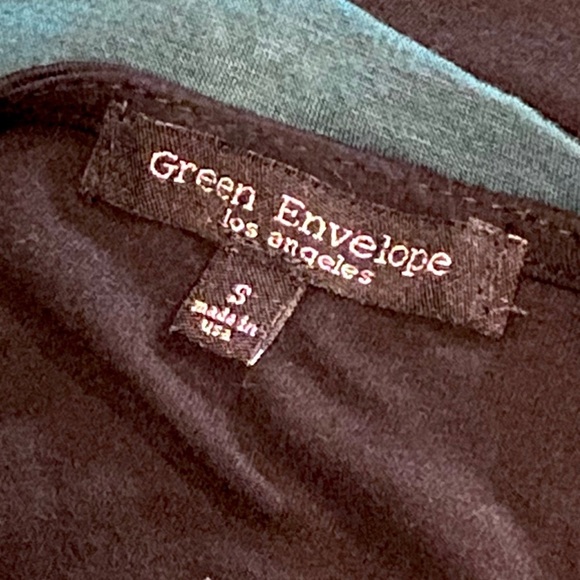 Green Envelope
los angeles
S
made in
usa